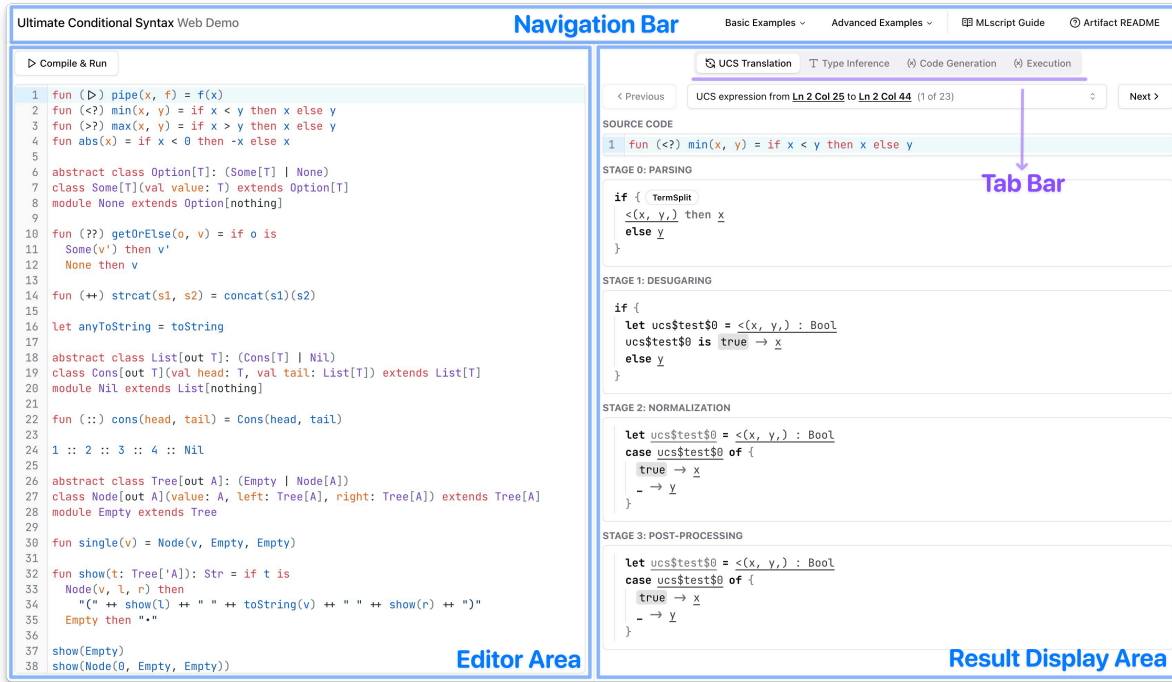 Ultimate Conditional Syntax Web Demo
Navigation Bar
Basic Examples
Advanced Examples
MLscript Guide
Artifact README
Compile & Run
1 fun (▷) pipe(x, f) = f(x)
2 fun (<?) min(x, y) = if x < y then x else y
3 fun (>?) max(x, y) = if x > y then x else y
4 fun abs(x) = if x < 0 then -x else x
5
6 abstract class Option[T]: (Some[T] | None)
7 class Some[T](val value: T) extends Option[T]
8 module None extends Option[nothing]
9
10 fun (??) getOrElse(o, v) = if o is
11 Some(v') then v'
12 None then v
13
14 fun (++) strcat(s1, s2) = concat(s1)(s2)
15
16 let anyToString = toString
17
18 abstract class List[out T]: (Cons[T] | Nil)
19 class Cons[out T](val head: T, val tail: List[T]) extends List[T]
20 module Nil extends List[nothing]
21
22 fun (::) cons(head, tail) = Cons(head, tail)
23
24 1 :: 2 :: 3 :: 4 :: Nil
25
26 abstract class Tree[out A]: (Empty | Node[A])
27 class Node[out A](value: A, left: Tree[A], right: Tree[A]) extends Tree[A]
28 module Empty extends Tree
29
30 fun single(v) = Node(v, Empty, Empty)
31
32 fun show(t: Tree['A]): Str = if t is
33 Node(v, l, r) then
34 "(" ++ show(l) ++ " " ++ toString(v) ++ " " ++ show(r) ++ ")"
35 Empty then "•"
36
37 show(Empty)
38 show(Node(0, Empty, Empty))
Editor Area
UCS Translation
Type Inference
Code Generation
Execution
< Previous
UCS expression from Ln 2 Col 25 to Ln 2 Col 44 (1 of 23)
Next >
SOURCE CODE
1 fun (<?) min(x, y) = if x < y then x else y
Tab Bar
STAGE 0: PARSING
if { TermSplit
<(x, y,) then x
else y
}
STAGE 1: DESUGARING
if {
let ucs$test$0 = <(x, y,) : Bool
ucs$test$0 is true → x
else y
}
STAGE 2: NORMALIZATION
let ucs$test$0 = <(x, y,) : Bool
case ucs$test$0 of {
true → x
_ → y
}
STAGE 3: POST-PROCESSING
let ucs$test$0 = <(x, y,) : Bool
case ucs$test$0 of {
true → x
_ → y
}
Result Display Area